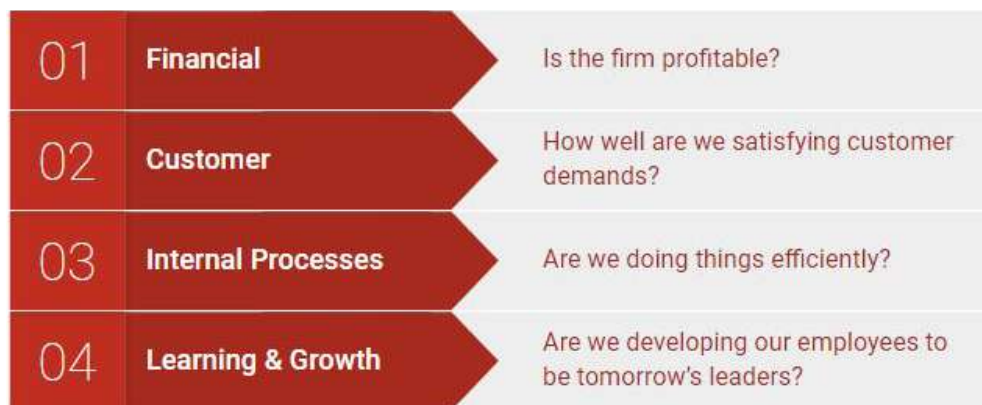 01 Financial Is the firm profitable?
02 Customer How well are we satisfying customer
demands?
03 Internal Processes Are we doing things efficiently?
04 Learning & Growth Are we developing our employees to
be tomorrow's leaders?